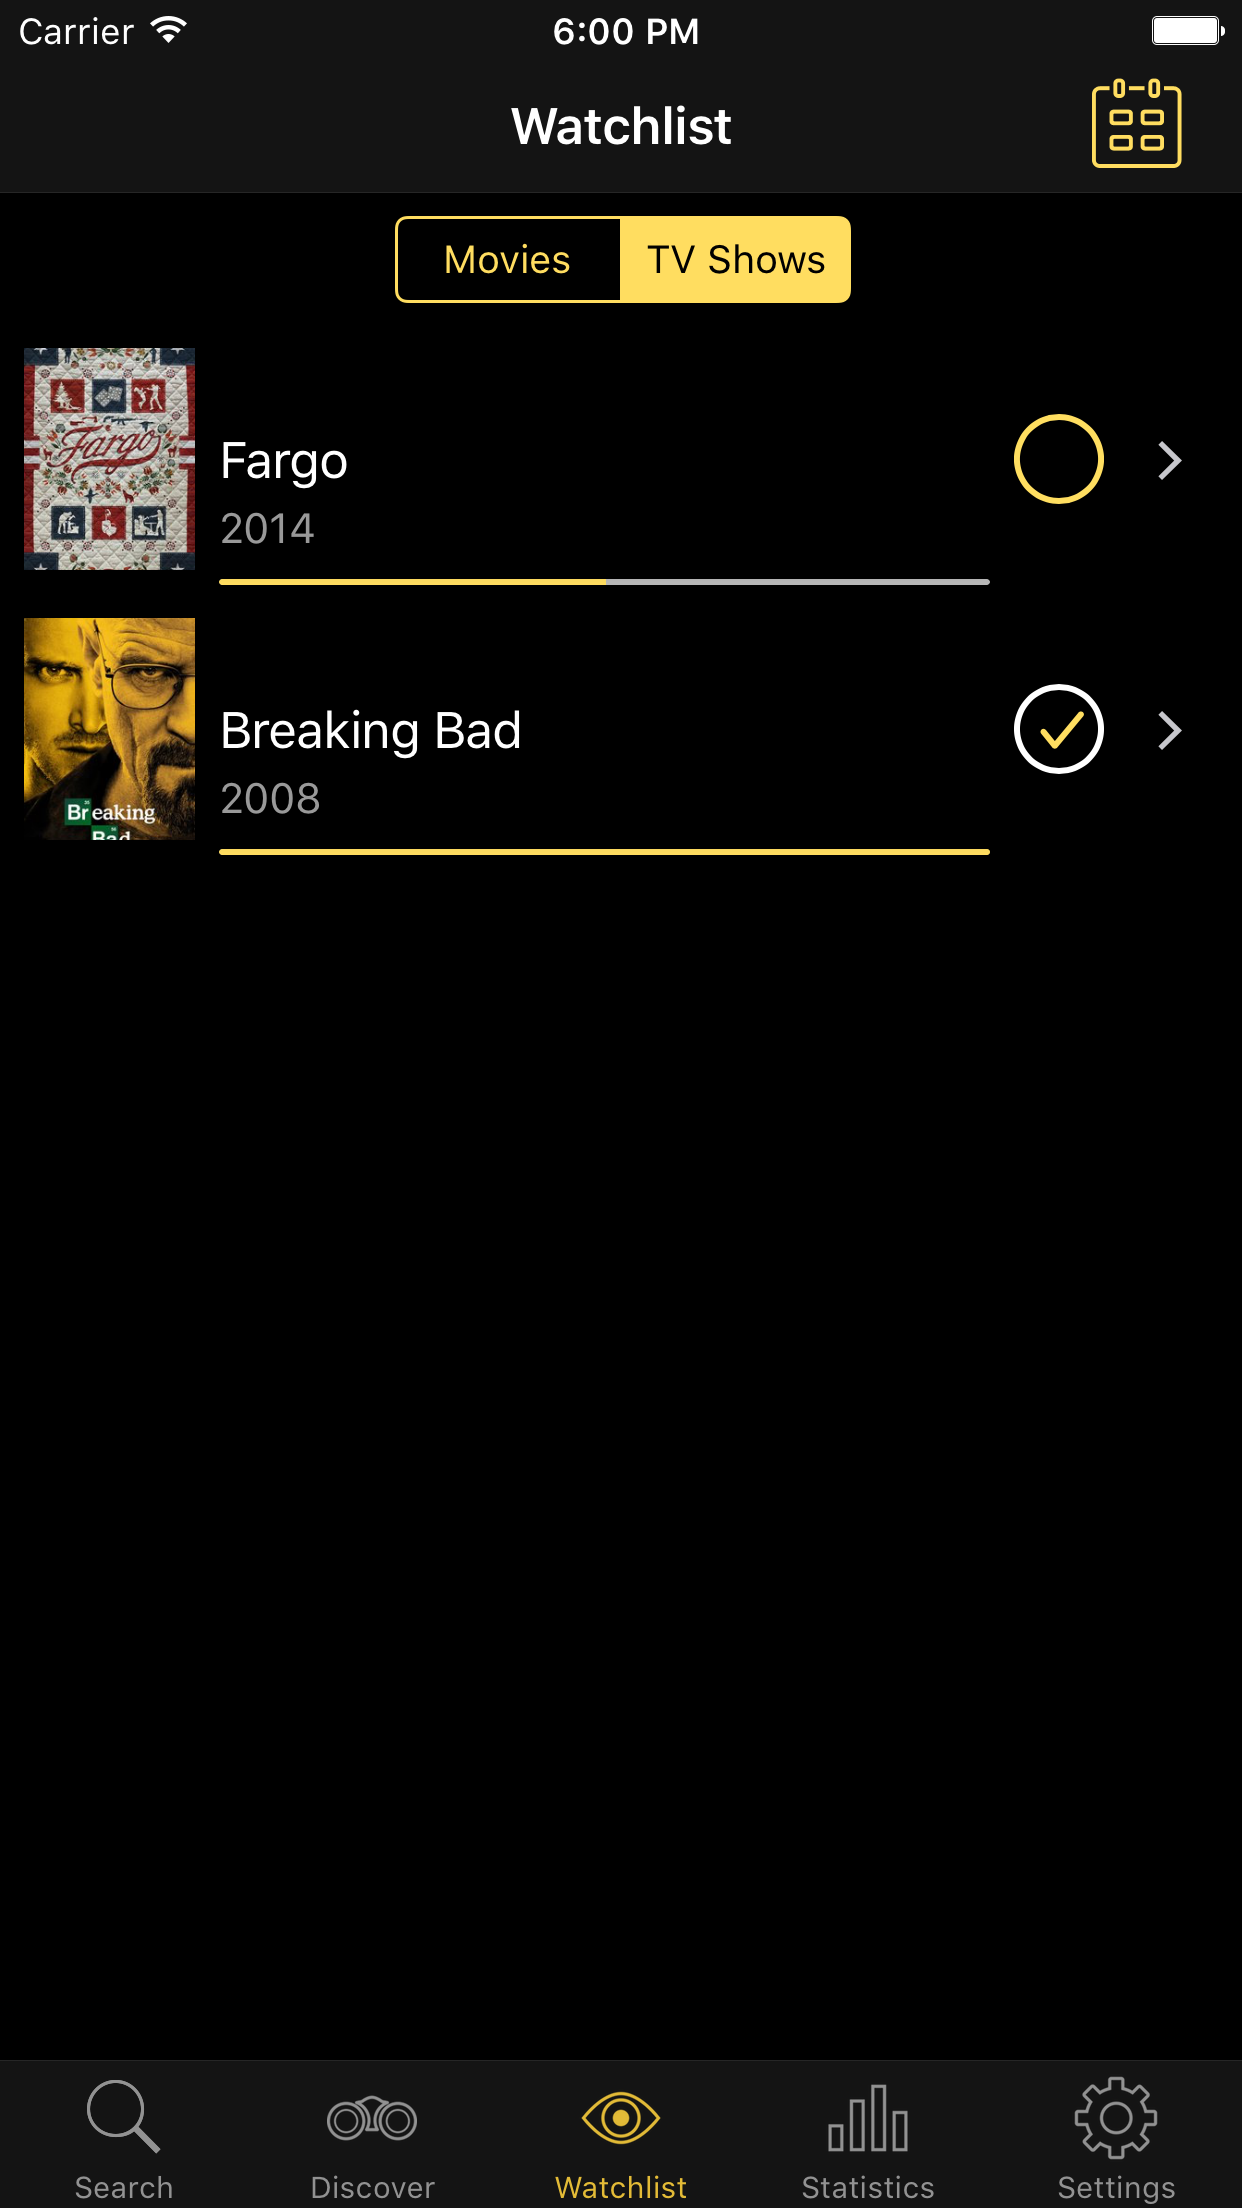 Carrier
6:00 PM
Watchlist
Movies
TV Shows
Fargo
Fargo
2014
Breaking
Bad
Breaking Bad
2008
Search
Discover
Watchlist
Statistics
Settings